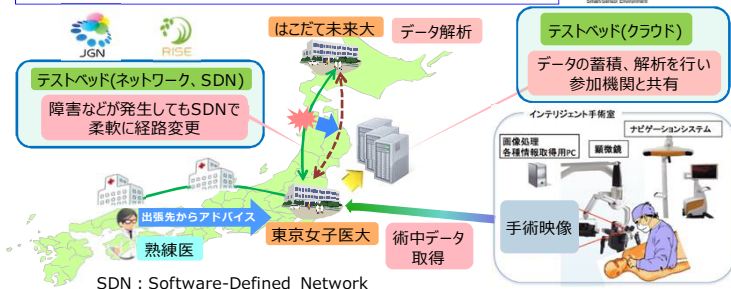 Smart/Sensor Environment
JGN
RISE
はこだて未来大
データ解析
テストベッド(クラウド)
データの蓄積、解析を行い
参加機関と共有
テストベッド(ネットワーク、SDN)
障害などが発生してもSDNで
柔軟に経路変更
インテリジェント手術室
画像処理
各種情報取得用PC
顕微鏡
ナビゲーションシステム
手術映像
出張先からアドバイス
熟練医
東京女子医大
術中データ
取得
SDN : Software-Defined Network